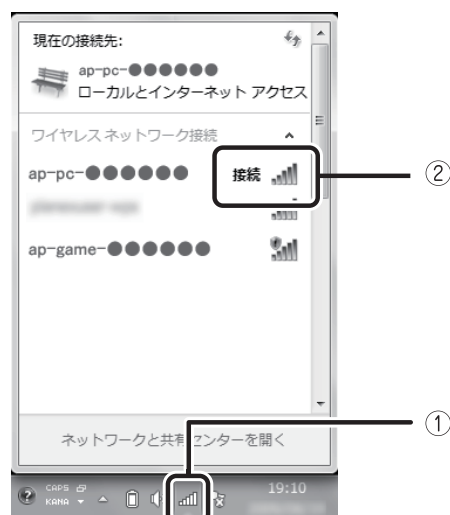 現在の接続先:
ap-pc-●●●●●●
ローカルとインターネット アクセス
ワイヤレス ネットワーク接続
ap-pc-●●●●●● 接続
②
ap-game-●●●●●●
①
ネットワークと共有センターを開く
CAPS
KANA
19:10